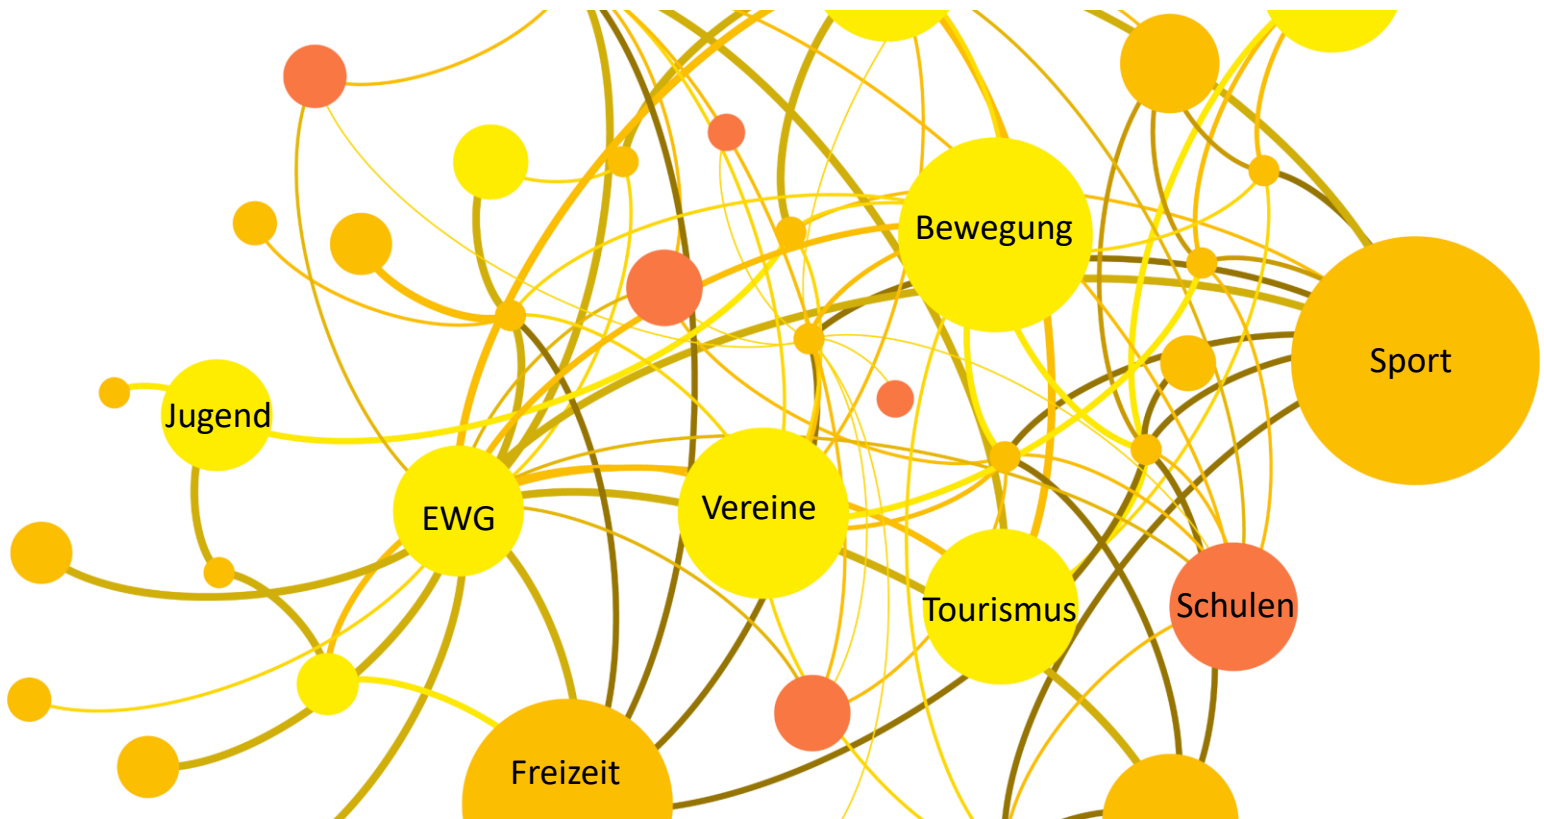 Bewegung
Sport
Jugend
EWG
Vereine
Tourismus
Schulen
Freizeit